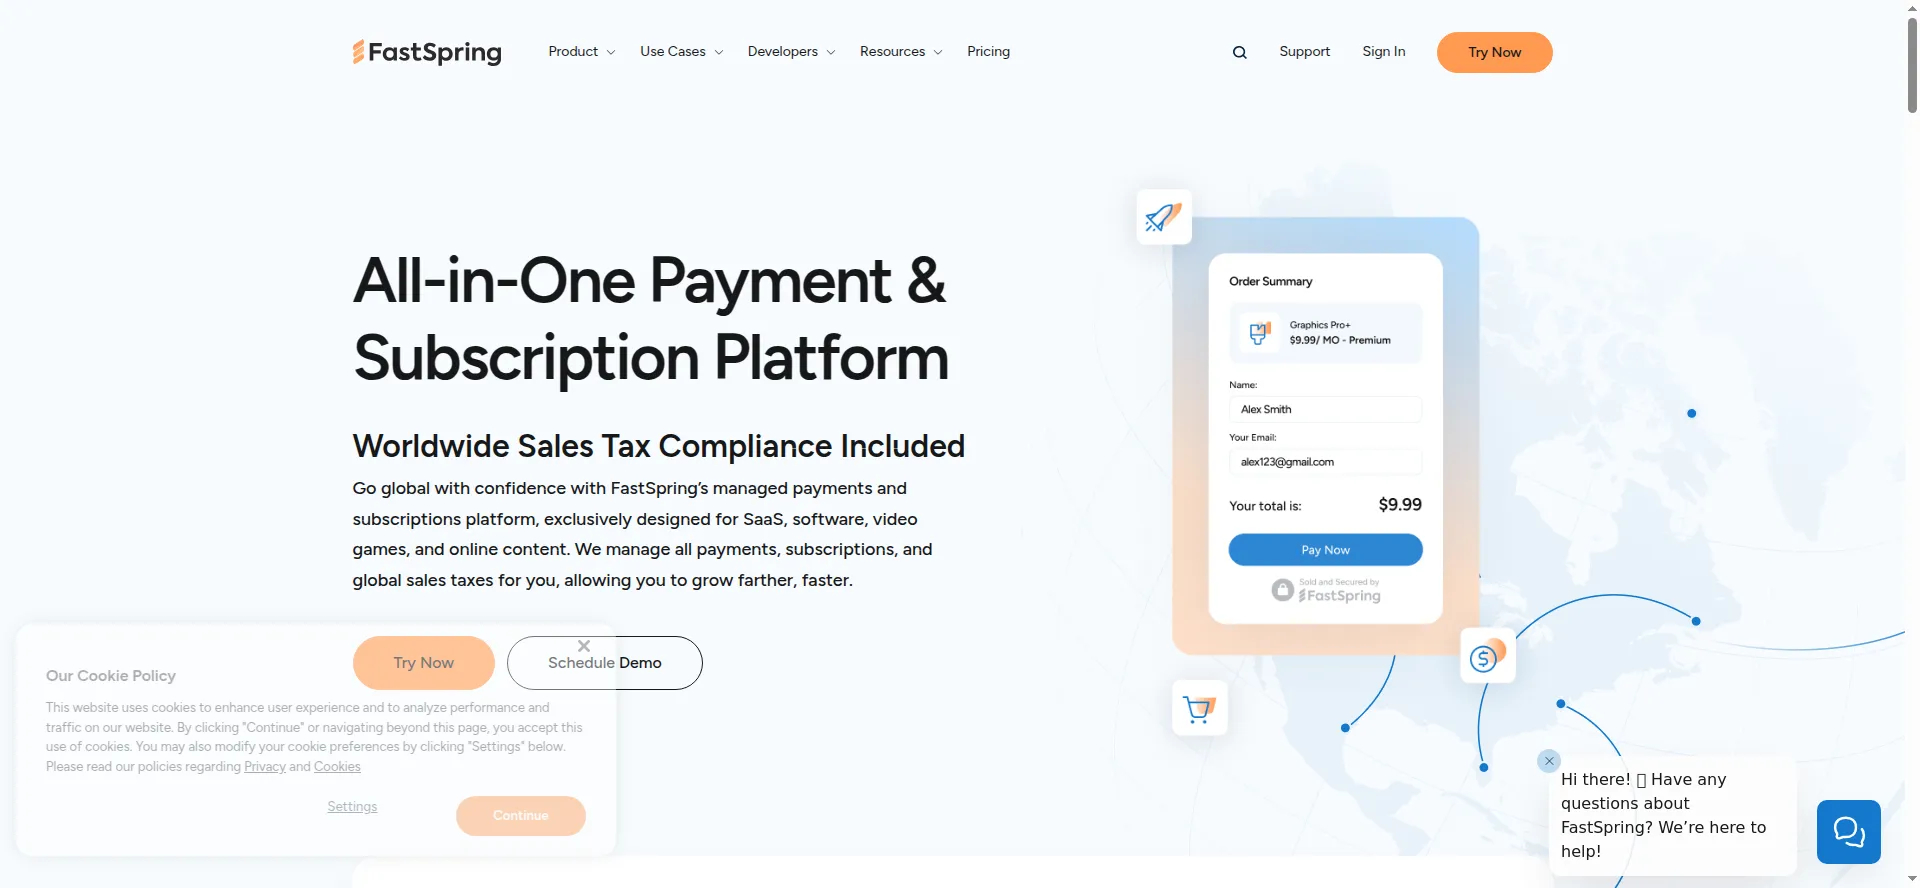 FastSpring
Product
Use Cases
Developers
Resources
Pricing
Support
Sign In
Try Now
All-in-One Payment &
Subscription Platform
Worldwide Sales Tax Compliance Included
Go global with confidence with FastSpring’s managed payments and
subscriptions platform, exclusively designed for SaaS, software, video
games, and online content. We manage all payments, subscriptions, and
global sales taxes for you, allowing you to grow farther, faster.
Try Now
Schedule Demo
Order Summary
Graphics Pro+
$9.99/ MO - Premium
Name:
Alex Smith
Your Email:
alex123@gmail.com
Your total is:
$9.99
Pay Now
Sold and Secured by
FastSpring
Our Cookie Policy
This website uses cookies to enhance user experience and to analyze performance and
traffic on our website. By clicking "Continue" or navigating beyond this page, you accept this
use of cookies. You may also modify your cookie preferences by clicking "Settings" below.
Please read our policies regarding Privacy and Cookies
Settings
Continue
Hi there! Have any
questions about
FastSpring? We’re here to
help!